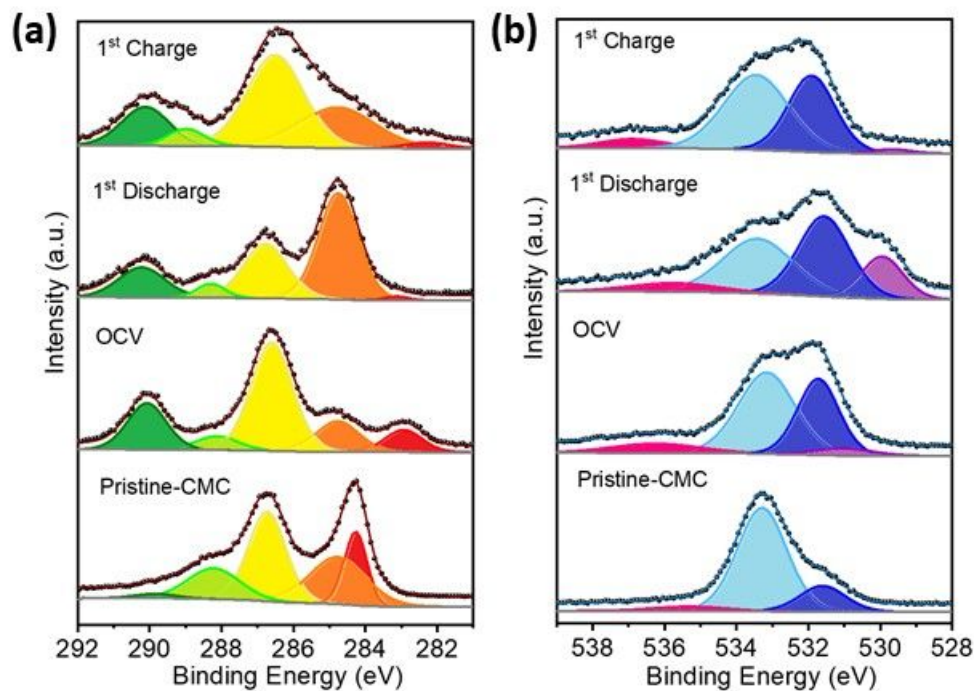 (a)
1st Charge
1st Discharge
OCV
Pristine-CMC
Intensity (a.u.)
292 290 288 286 284 282
Binding Energy (eV)
(b)
1st Charge
1st Discharge
OCV
Pristine-CMC
Intensity (a.u.)
538 536 533 532 530 528
Binding Energy (eV)